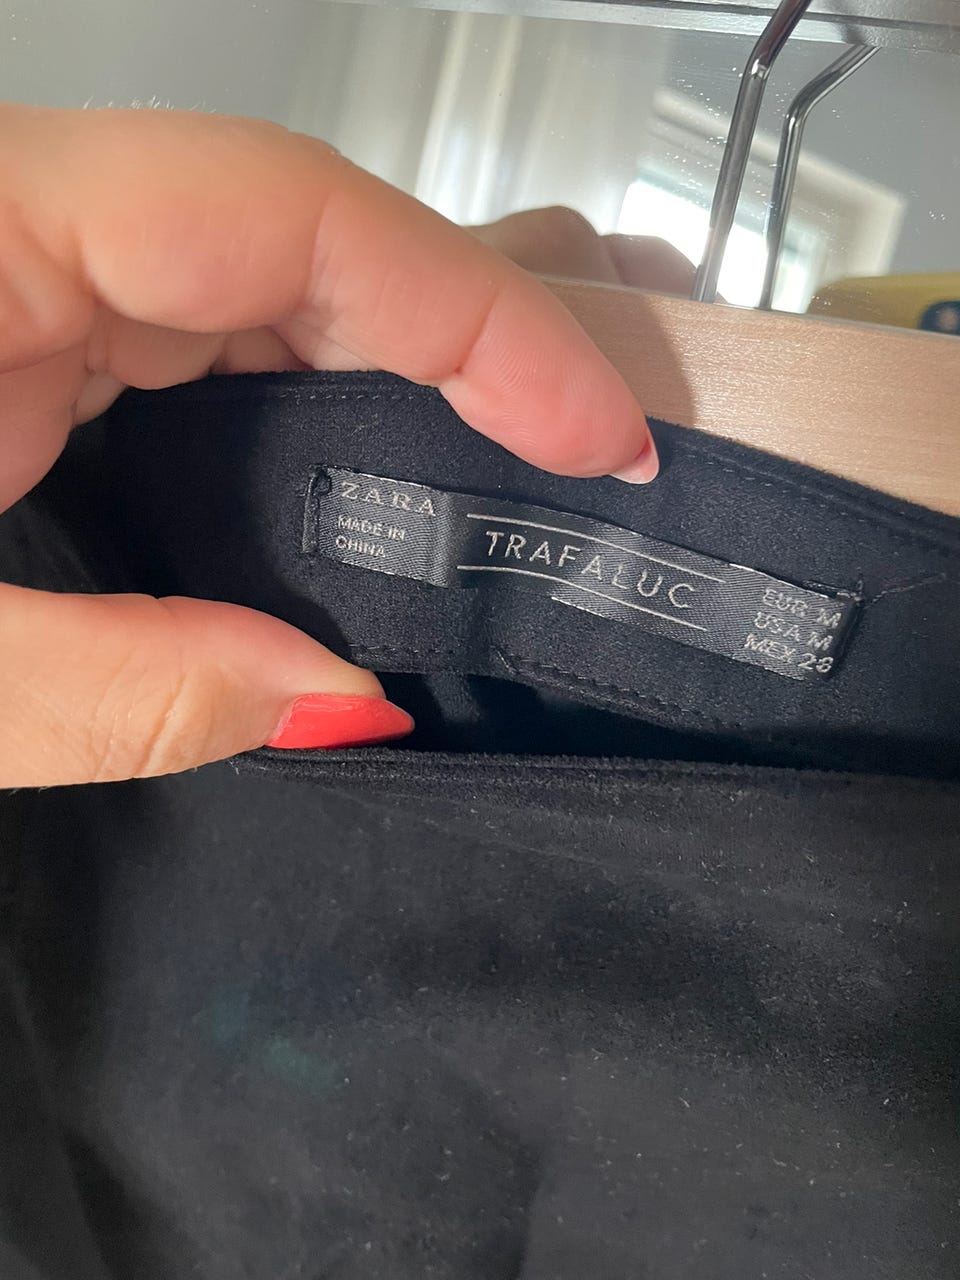 ZARA
MADE IN
CHINA
TRAFALUC
EUR M
USA M
MEX 28